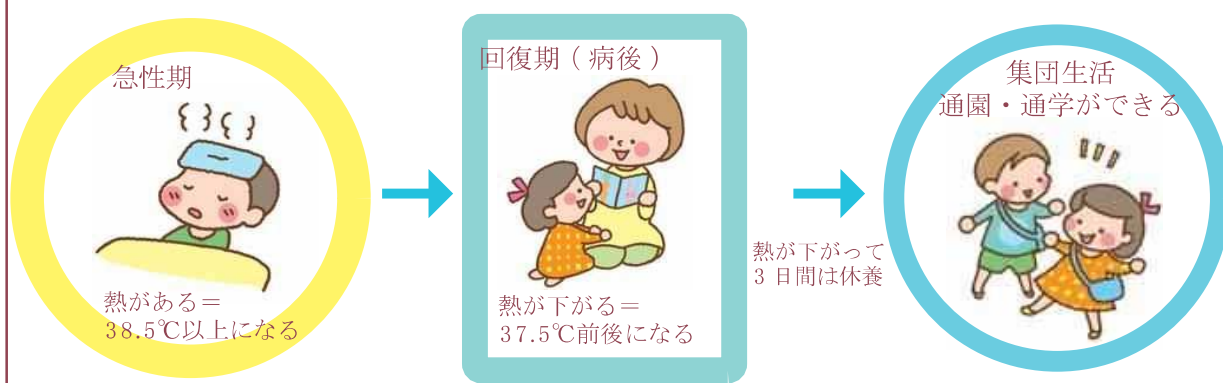 急性期
熱がある＝
38.5℃以上になる
回復期（病後）
熱が下がる＝
37.5℃前後になる
熱が下がって
3日間は休養
集団生活
通園・通学ができる